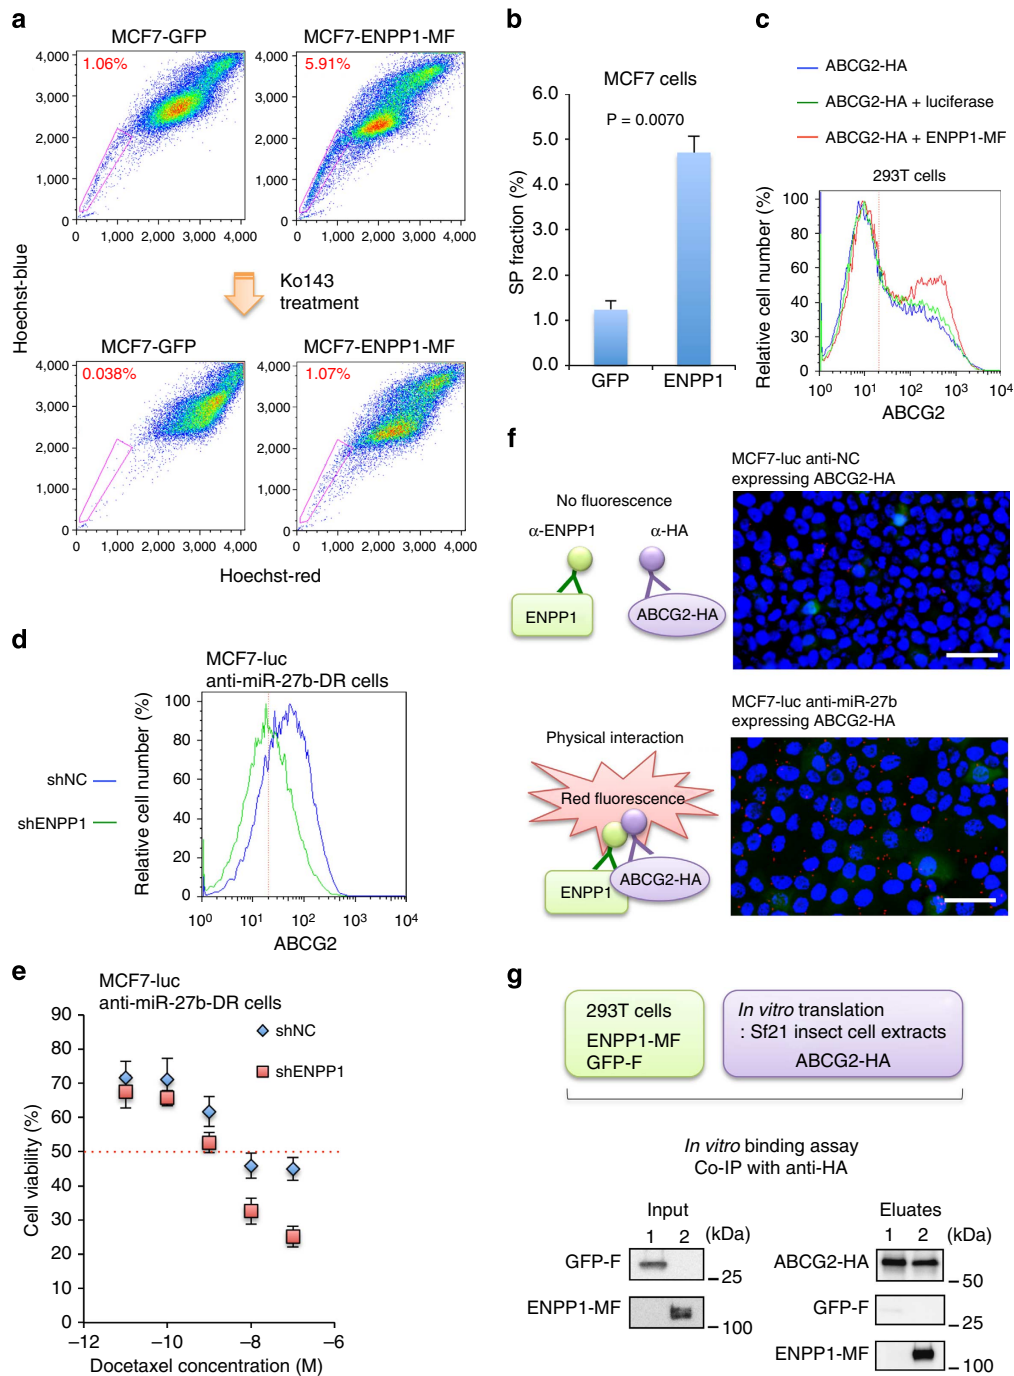 a
MCF7-GFP
MCF7-ENPP1-MF
1.06%
5.91%
4,000
3,000
2,000
1,000
0
0 1,000 2,000 3,000 4,000
4,000
3,000
2,000
1,000
0
0 1,000 2,000 3,000 4,000
Hoechst-blue
Ko143
treatment
MCF7-GFP
MCF7-ENPP1-MF
0.038%
1.07%
4,000
3,000
2,000
1,000
0
0 1,000 2,000 3,000 4,000
4,000
3,000
2,000
1,000
0
0 1,000 2,000 3,000 4,000
Hoechst-red
b
MCF7 cells
P = 0.0070
SP fraction (%)
6.0
5.0
4.0
3.0
2.0
1.0
0.0
GFP ENPP1
c
ABCG2-HA
ABCG2-HA + luciferase
ABCG2-HA + ENPP1-MF
293T cells
Relative cell number (%)
100
80
60
40
30
0
10⁰ 10¹ 10² 10³ 10⁴
ABCG2
d
MCF7-luc
anti-miR-27b-DR cells
shNC
shENPP1
Relative cell number (%)
100
80
60
40
20
0
10⁰ 10¹ 10² 10³ 10⁴
ABCG2
e
MCF7-luc
anti-miR-27b-DR cells
shNC
shENPP1
Cell viability (%)
90
80
70
60
50
40
30
20
10
0
−12 −10 −8 −6
Docetaxel concentration (M)
f
No fluorescence
α-ENPP1 α-HA
ENPP1
ABCG2-HA
MCF7-luc anti-NC
expressing ABCG2-HA
Physical interaction
Red fluorescence
ENPP1
ABCG2-HA
MCF7-luc anti-miR-27b
expressing ABCG2-HA
g
293T cells
ENPP1-MF
GFP-F
In vitro translation
: Sf21 insect cell extracts
ABCG2-HA
In vitro binding assay
Co-IP with anti-HA
Input
1 2 (kDa)
GFP-F
25
ENPP1-MF
100
Eluates
1 2 (kDa)
ABCG2-HA
50
GFP-F
25
ENPP1-MF
100